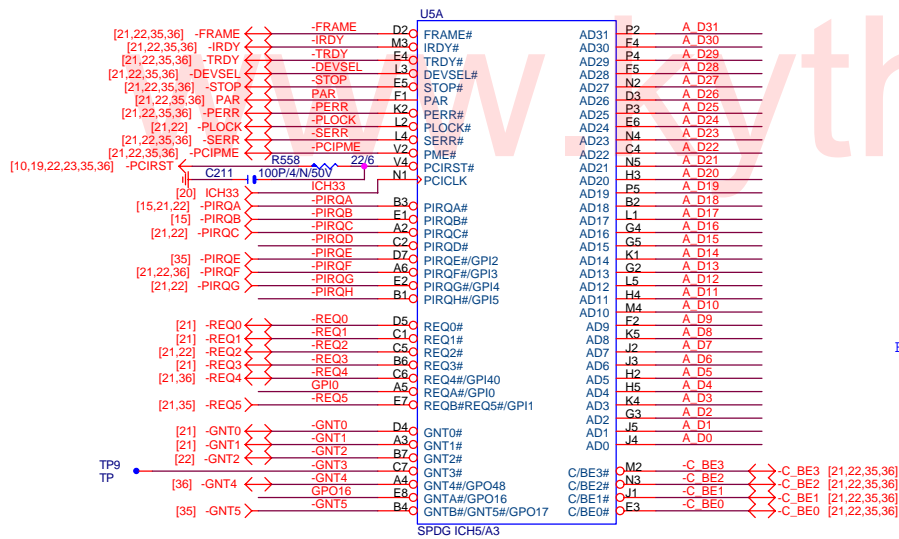 www.kyth
U5A
[21,22,35,36] -FRAME -FRAME D2 FRAME# AD31 P2 A_D31
[21,22,35,36] -IRDY -IRDY M3 IRDY# AD30 F4 A_D30
[21,22,35,36] -TRDY -TRDY E4 TRDY# AD29 P4 A_D29
[21,22,35,36] -DEVSEL -DEVSEL L3 DEVSEL# AD28 F5 A_D28
[21,22,35,36] -STOP -STOP E5 STOP# AD27 N2 A_D27
[21,22,35,36] PAR PAR F1 PAR AD26 D3 A_D26
[21,22,35,36] -PERR -PERR K2 PERR# AD25 P3 A_D25
[21,22] -PLOCK -PLOCK L2 PLOCK# AD24 E6 A_D24
[21,22,35,36] -SERR -SERR L4 SERR# AD23 N4 A_D23
[21,22,35,36] -PCIPME -PCIPME V2 PME# AD22 C4 A_D22
[10,19,22,23,35,36] -PCIRST R558 22/6 V4 PCIRST# AD21 N5 A_D21
C211 100P/4/N/50V N1 PCICLK AD20 H3 A_D20
[20] ICH33 ICH33 AD19 P5 A_D19
[15,21,22] -PIRQA -PIRQA B3 PIRQA# AD18 B2 A_D18
[15] -PIRQB -PIRQB E1 PIRQB# AD17 L1 A_D17
[21,22] -PIRQC -PIRQC A2 PIRQC# AD16 G4 A_D16
-PIRQD C2 PIRQD# AD15 G5 A_D15
[35] -PIRQE -PIRQE D7 PIRQE#/GPI2 AD14 K1 A_D14
[21,22,36] -PIRQF -PIRQF A6 PIRQF#/GPI3 AD13 G2 A_D13
[21,22] -PIRQG -PIRQG E2 PIRQG#/GPI4 AD12 L5 A_D12
-PIRQH B1 PIRQH#/GPI5 AD11 H4 A_D11
AD10 M4 A_D10
[21] -REQ0 -REQ0 D5 REQ0# AD9 F2 A_D9
[21] -REQ1 -REQ1 C1 REQ1# AD8 K5 A_D8
[21,22] -REQ2 -REQ2 C5 REQ2# AD7 J2 A_D7
[21] -REQ3 -REQ3 B6 REQ3# AD6 J3 A_D6
[21,36] -REQ4 -REQ4 C6 REQ4#/GPI40 AD5 H2 A_D5
GPI0 A5 REQA#/GPI0 AD4 H5 A_D4
[21,35] -REQ5 -REQ5 E7 REQB#REQ5#/GPI1 AD3 K4 A_D3
AD2 G3 A_D2
[21] -GNT0 -GNT0 D4 GNT0# AD1 J5 A_D1
[21] -GNT1 -GNT1 A3 GNT1# AD0 J4 A_D0
[22] -GNT2 -GNT2 B7 GNT2#
TP9 -GNT3 C7 GNT3# C/BE3# M2 -C_BE3 -C_BE3 [21,22,35,36]
TP
[36] -GNT4 -GNT4 A4 GNT4#/GPO48 C/BE2# N3 -C_BE2 -C_BE2 [21,22,35,36]
GPO16 E8 GNTA#/GPO16 C/BE1# J1 -C_BE1 -C_BE1 [21,22,35,36]
[35] -GNT5 -GNT5 B4 GNTB#/GNT5#/GPO17 C/BE0# E3 -C_BE0 -C_BE0 [21,22,35,36]
SPDG ICH5/A3